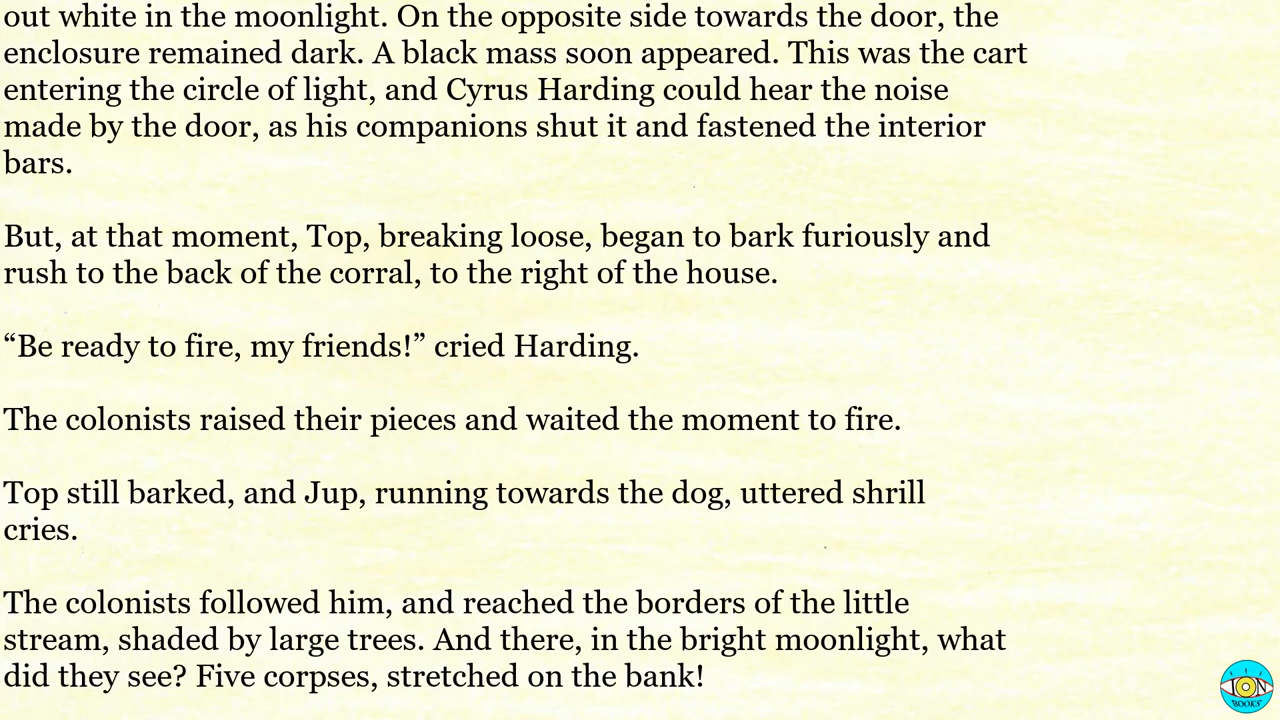 out white in the moonlight. On the opposite side towards the door, the
enclosure remained dark. A black mass soon appeared. This was the cart
entering the circle of light, and Cyrus Harding could hear the noise
made by the door, as his companions shut it and fastened the interior
bars.
But, at that moment, Top, breaking loose, began to bark furiously and
rush to the back of the corral, to the right of the house.
“Be ready to fire, my friends!” cried Harding.
The colonists raised their pieces and waited the moment to fire.
Top still barked, and Jup, running towards the dog, uttered shrill
cries.
The colonists followed him, and reached the borders of the little
stream, shaded by large trees. And there, in the bright moonlight, what
did they see? Five corpses, stretched on the bank!
ION
BOOKS